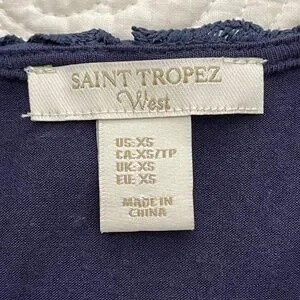 SAINT TROPEZ
West
US: XS
CA: XS/TP
UK: XS
EU: XS
MADE IN
CHINA